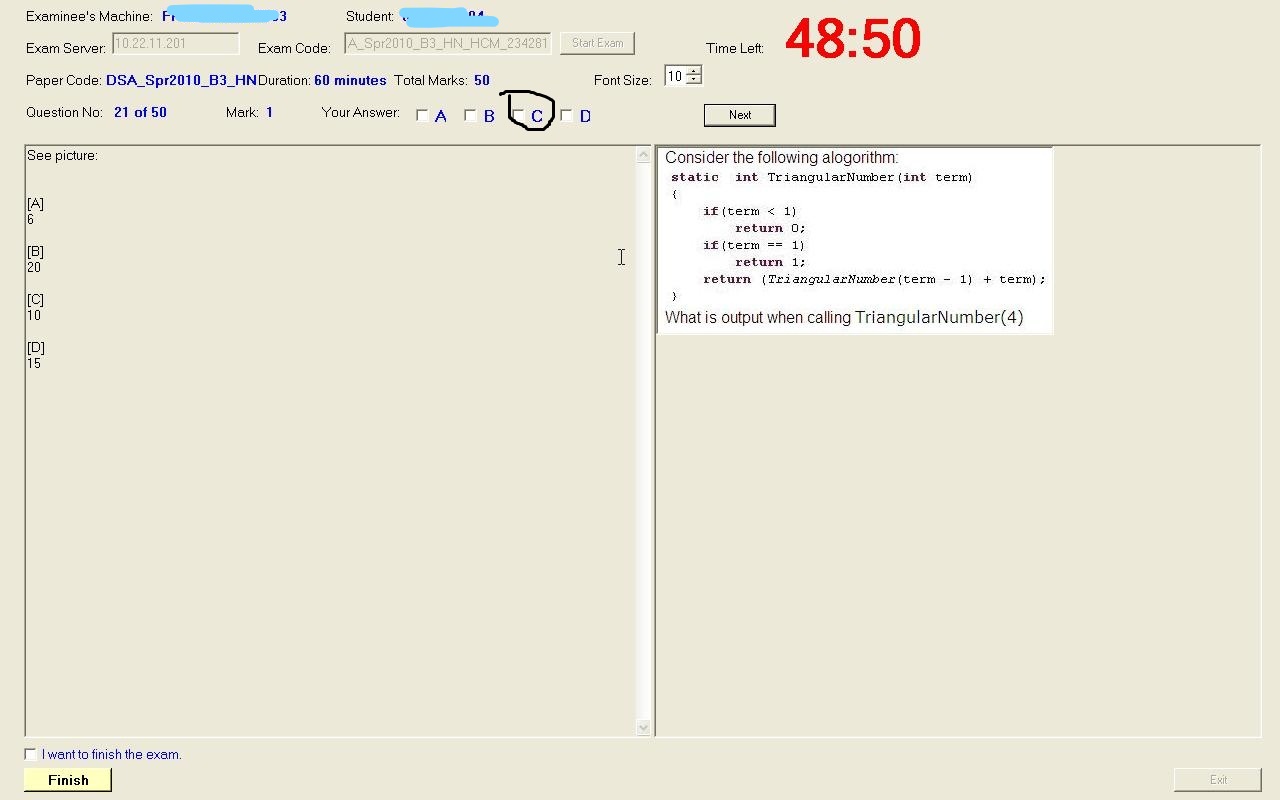 Examinee's Machine: Student:
Exam Server: 10.22.11.201 Exam Code: A_Spr2010_B3_HN_HCM_234281 Start Exam Time Left: 48:50
Paper Code: DSA_Spr2010_B3_HN Duration: 60 minutes Total Marks: 50 Font Size: 10
Question No: 21 of 50 Mark: 1 Your Answer: A B C D Next
See picture:
[A]
6
[B]
20
[C]
10
[D]
15
Consider the following alogorithm:
static int TriangularNumber(int term)
{
if(term < 1)
return 0;
if(term == 1)
return 1;
return (TriangularNumber(term - 1) + term);
}
What is output when calling TriangularNumber(4)
I want to finish the exam.
Finish Exit